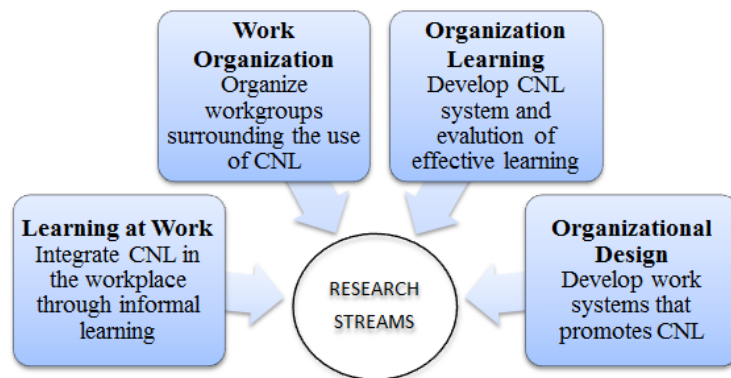 Work
Organization
Organize
workgroups
surrounding the use
of CNL
Organization
Learning
Develop CNL
system and
evalution of
effective learning
Learning at Work
Integrate CNL in
the workplace
through informal
learning
Organizational
Design
Develop work
systems that
promotes CNL
RESEARCH
STREAMS